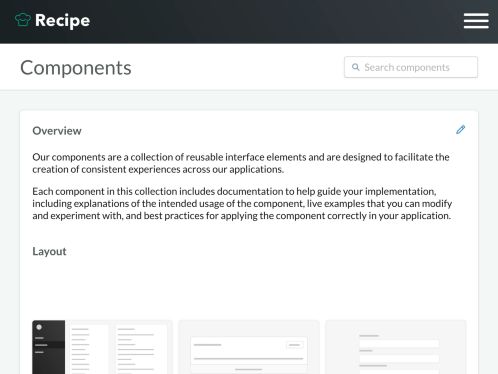 Recipe
Components
Search components
Overview
Our components are a collection of reusable interface elements and are designed to facilitate the
creation of consistent experiences across our applications.
Each component in this collection includes documentation to help guide your implementation,
including explanations of the intended usage of the component, live examples that you can modify
and experiment with, and best practices for applying the component correctly in your application.
Layout